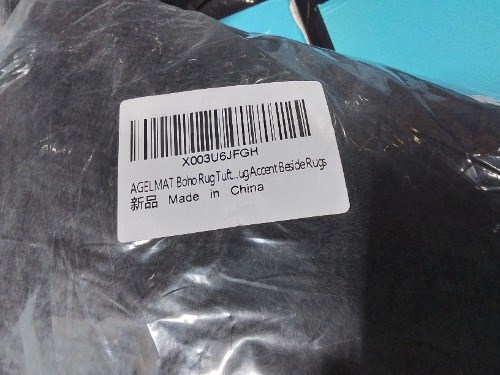 X003U6JFGH
AGELMAT Boho Rug Tuft...ug Accent Beside Rugs
新品 Made in China